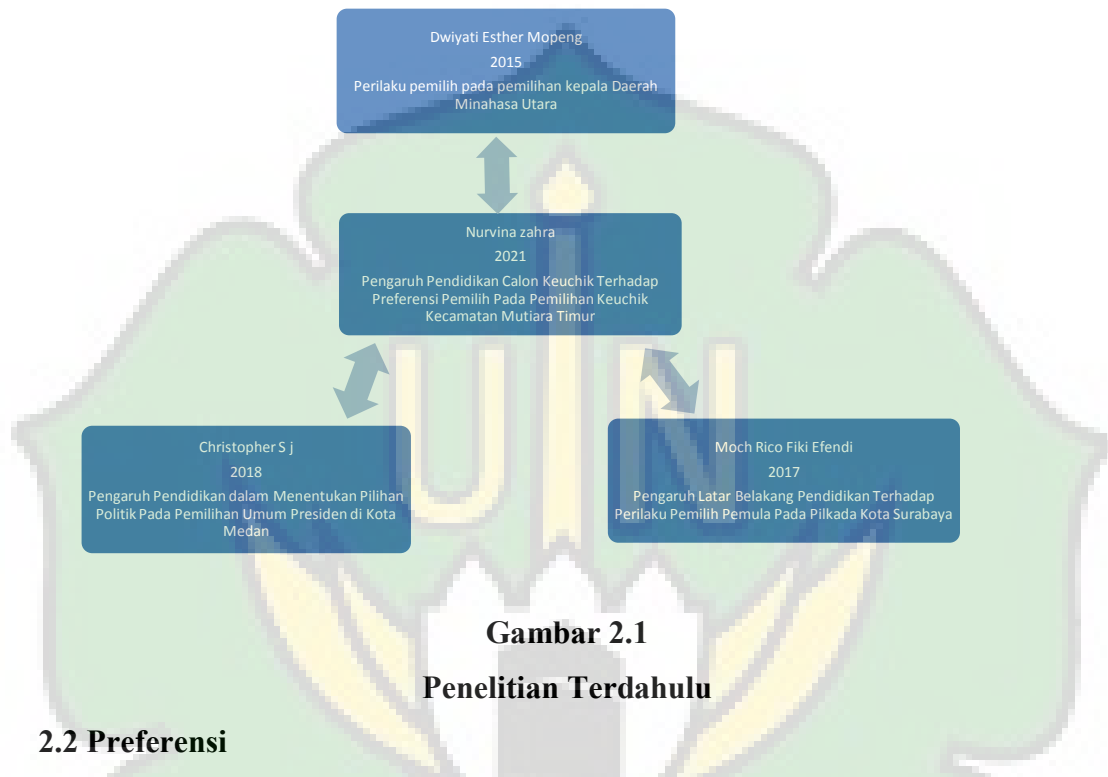 Dwiyati Esther Mopeng
2015
Perilaku pemilih pada pemilihan kepala Daerah
Minahasa Utara
Nurvina zahra
2021
Pengaruh Pendidikan Calon Keuchik Terhadap
Preferensi Pemilih Pada Pemilihan Keuchik
Kecamatan Mutiara Timur
UIN
Christopher S j
2018
Pengaruh Pendidikan dalam Menentukan Pilihan
Politik Pada Pemilihan Umum Presiden di Kota
Medan
Moch Rico Fiki Efendi
2017
Pengaruh Latar Belakang Pendidikan Terhadap
Perilaku Pemilih Pemula Pada Pilkada Kota Surabaya
Gambar 2.1
Penelitian Terdahulu
2.2 Preferensi